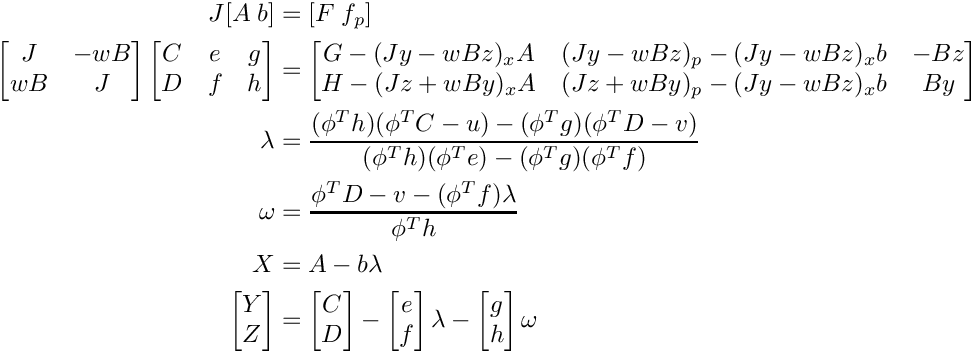 J[A b] = [F f_p]
\begin{bmatrix} J & -wB \\ wB & J \end{bmatrix} \begin{bmatrix} C & e & g \\ D & f & h \end{bmatrix} = \begin{bmatrix} G - (Jy - wBz)_x A & (Jy - wBz)_p - (Jy - wBz)_x b & -Bz \\ H - (Jz + wBy)_x A & (Jz + wBy)_p - (Jy - wBz)_x b & By \end{bmatrix}
\lambda = \frac{(\phi^T h)(\phi^T C - u) - (\phi^T g)(\phi^T D - v)}{(\phi^T h)(\phi^T e) - (\phi^T g)(\phi^T f)}
\omega = \frac{\phi^T D - v - (\phi^T f)\lambda}{\phi^T h}
X = A - b\lambda
\begin{bmatrix} Y \\ Z \end{bmatrix} = \begin{bmatrix} C \\ D \end{bmatrix} - \begin{bmatrix} e \\ f \end{bmatrix} \lambda - \begin{bmatrix} g \\ h \end{bmatrix} \omega